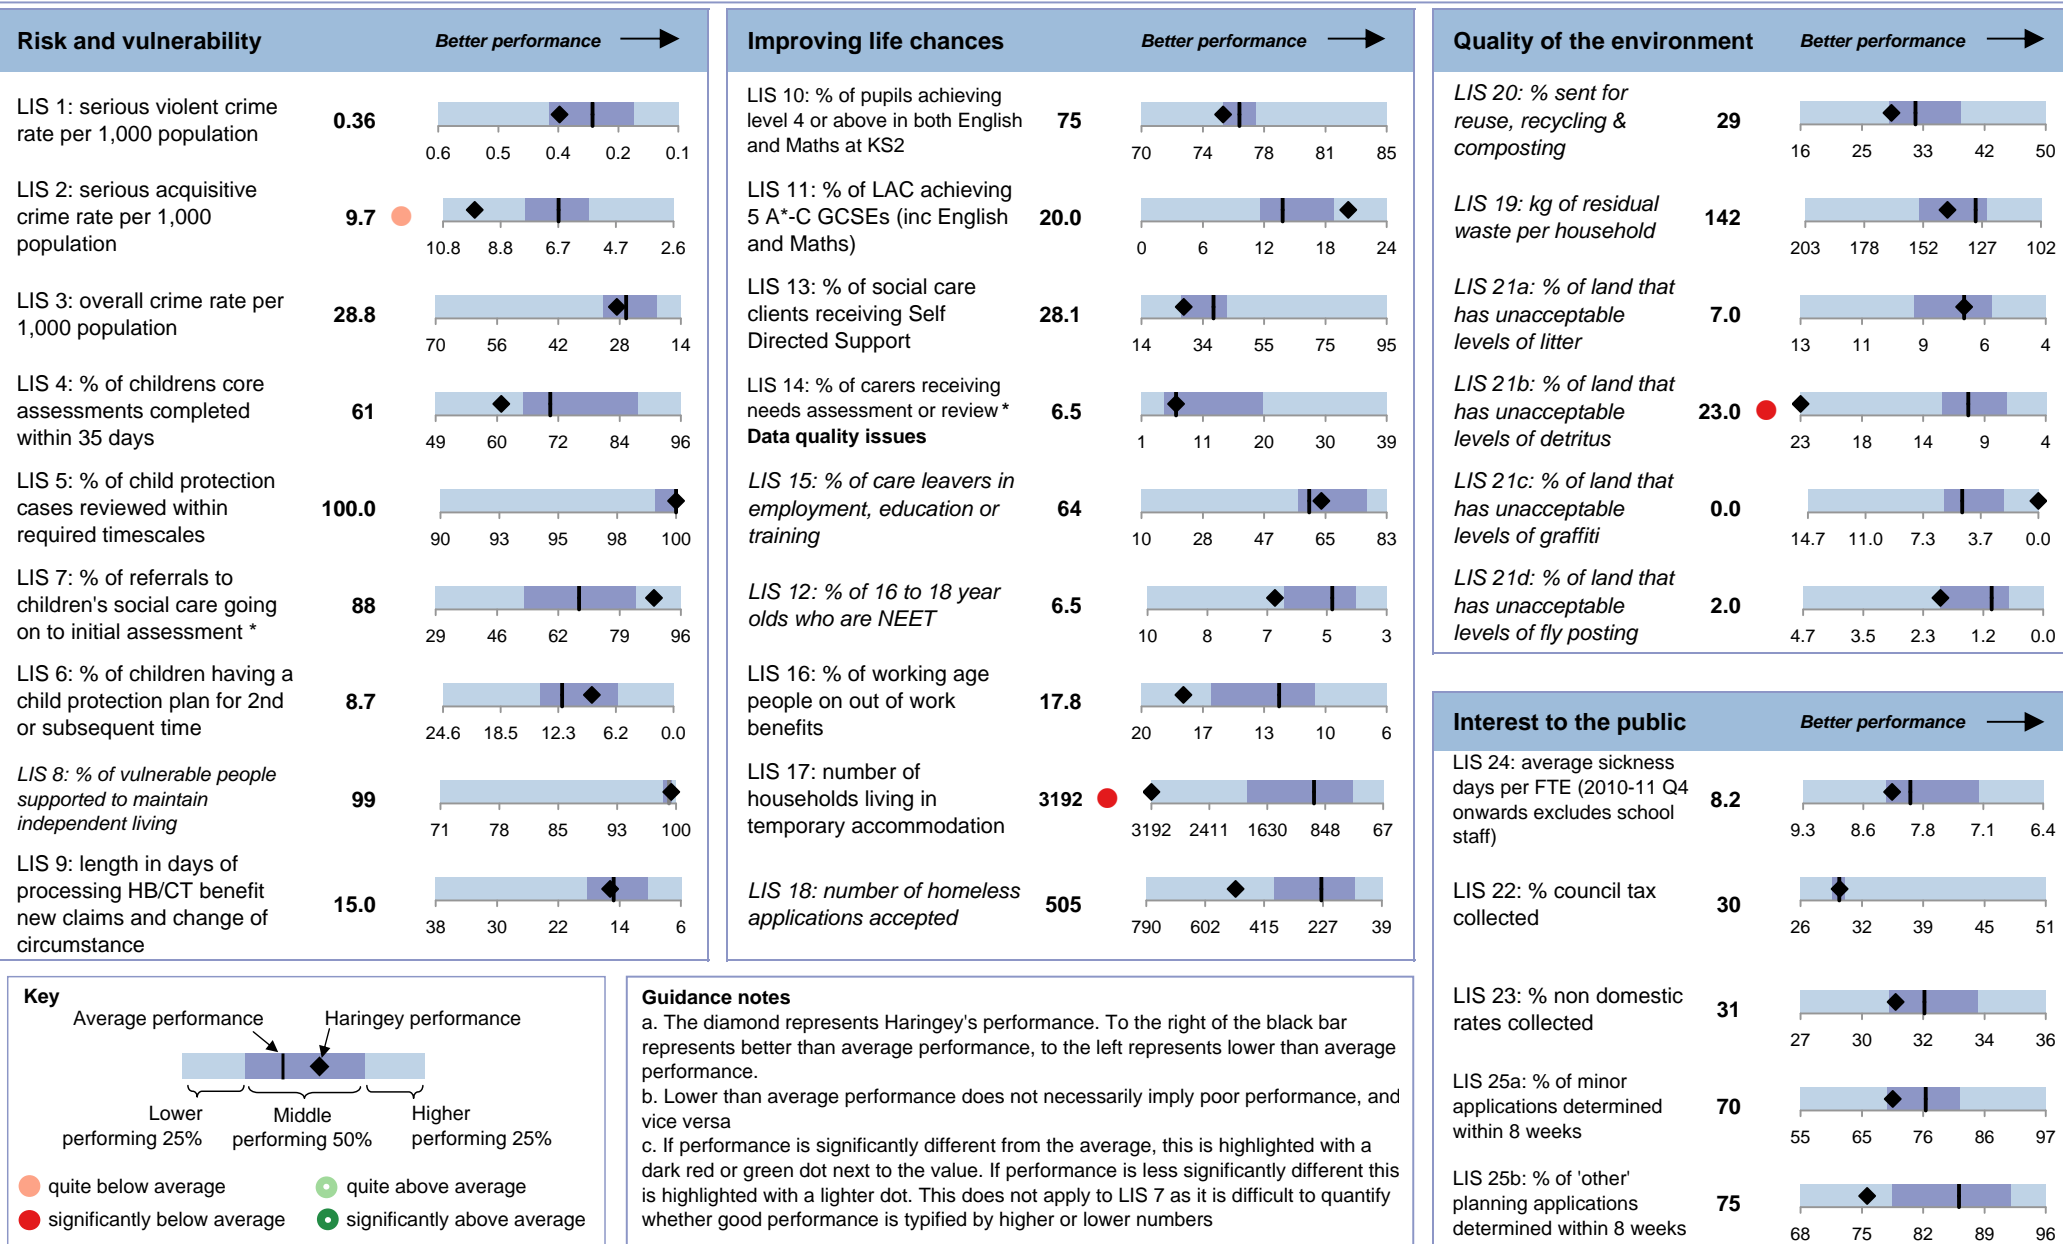 Risk and vulnerability
Better performance
LIS 1: serious violent crime
rate per 1,000 population
0.36
0.6 0.5 0.4 0.2 0.1
LIS 2: serious acquisitive
crime rate per 1,000
population
9.7
10.8 8.8 6.7 4.7 2.6
LIS 3: overall crime rate per
1,000 population
28.8
70 56 42 28 14
LIS 4: % of childrens core
assessments completed
within 35 days
61
49 60 72 84 96
LIS 5: % of child protection
cases reviewed within
required timescales
100.0
90 93 95 98 100
LIS 7: % of referrals to
children's social care going
on to initial assessment *
88
29 46 62 79 96
LIS 6: % of children having a
child protection plan for 2nd
or subsequent time
8.7
24.6 18.5 12.3 6.2 0.0
LIS 8: % of vulnerable people
supported to maintain
independent living
99
71 78 85 93 100
LIS 9: length in days of
processing HB/CT benefit
new claims and change of
circumstance
15.0
38 30 22 14 6
Improving life chances
Better performance
LIS 10: % of pupils achieving
level 4 or above in both English
and Maths at KS2
75
70 74 78 81 85
LIS 11: % of LAC achieving
5 A*-C GCSEs (inc English
and Maths)
20.0
0 6 12 18 24
LIS 13: % of social care
clients receiving Self
Directed Support
28.1
14 34 55 75 95
LIS 14: % of carers receiving
needs assessment or review *
Data quality issues
6.5
1 11 20 30 39
LIS 15: % of care leavers in
employment, education or
training
64
10 28 47 65 83
LIS 12: % of 16 to 18 year
olds who are NEET
6.5
10 8 7 5 3
LIS 16: % of working age
people on out of work
benefits
17.8
20 17 13 10 6
LIS 17: number of
households living in
temporary accommodation
3192
3192 2411 1630 848 67
LIS 18: number of homeless
applications accepted
505
790 602 415 227 39
Quality of the environment
Better performance
LIS 20: % sent for
reuse, recycling &
composting
29
16 25 33 42 50
LIS 19: kg of residual
waste per household
142
203 178 152 127 102
LIS 21a: % of land that
has unacceptable
levels of litter
7.0
13 11 9 6 4
LIS 21b: % of land that
has unacceptable
levels of detritus
23.0
23 18 14 9 4
LIS 21c: % of land that
has unacceptable
levels of graffiti
0.0
14.7 11.0 7.3 3.7 0.0
LIS 21d: % of land that
has unacceptable
levels of fly posting
2.0
4.7 3.5 2.3 1.2 0.0
Interest to the public
Better performance
LIS 24: average sickness
days per FTE (2010-11 Q4
onwards excludes school
staff)
8.2
9.3 8.6 7.8 7.1 6.4
LIS 22: % council tax
collected
30
26 32 39 45 51
LIS 23: % non domestic
rates collected
31
27 30 32 34 36
LIS 25a: % of minor
applications determined
within 8 weeks
70
55 65 76 86 97
LIS 25b: % of 'other'
planning applications
determined within 8 weeks
75
68 75 82 89 96
Key
Average performance Haringey performance
Lower Middle Higher
performing 25% performing 50% performing 25%
quite below average quite above average
significantly below average significantly above average
Guidance notes
a. The diamond represents Haringey's performance. To the right of the black bar
represents better than average performance, to the left represents lower than average
performance.
b. Lower than average performance does not necessarily imply poor performance, and
vice versa
c. If performance is significantly different from the average, this is highlighted with a
dark red or green dot next to the value. If performance is less significantly different this
is highlighted with a lighter dot. This does not apply to LIS 7 as it is difficult to quantify
whether good performance is typified by higher or lower numbers